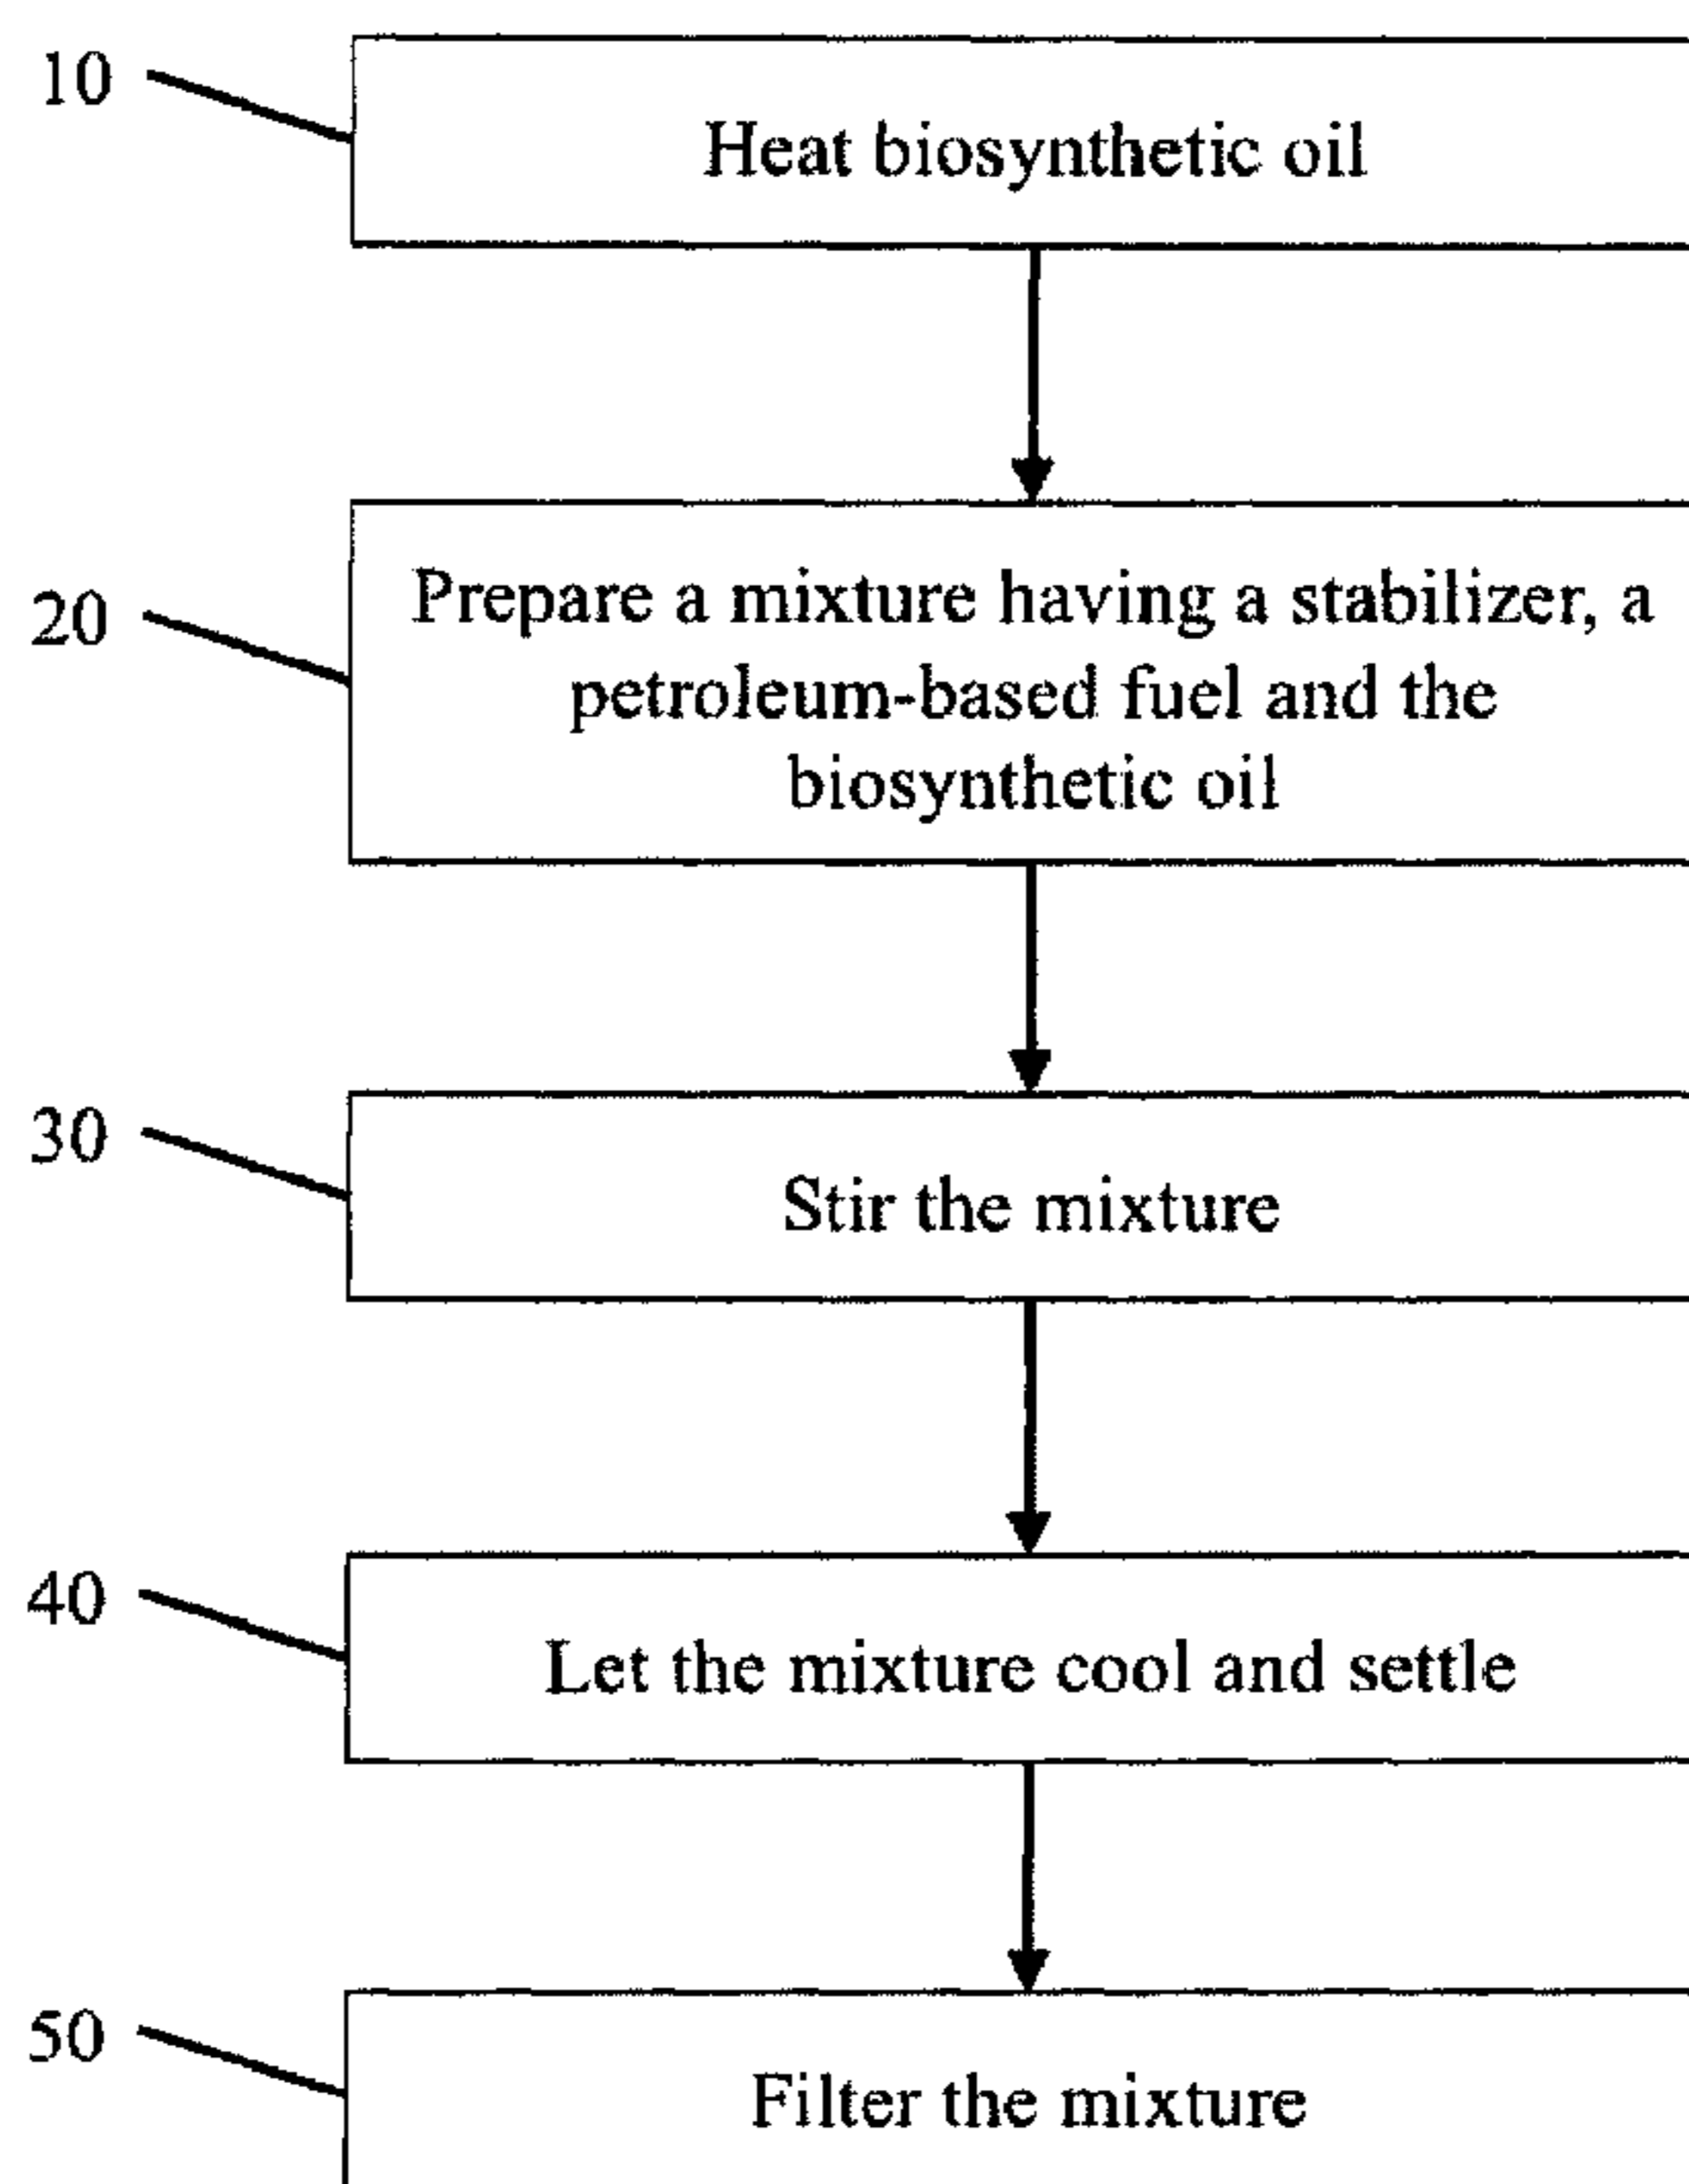 10
Heat biosynthetic oil
20
Prepare a mixture having a stabilizer, a
petroleum-based fuel and the
biosynthetic oil
30
Stir the mixture
40
Let the mixture cool and settle
50
Filter the mixture